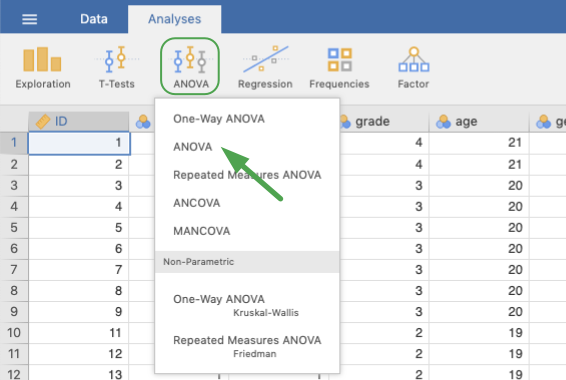 Data Analyses
Exploration T-Tests ANOVA Regression Frequencies Factor
ID grade age
One-Way ANOVA
ANOVA
Repeated Measures ANOVA
ANCOVA
MANCOVA
Non-Parametric
One-Way ANOVA
Kruskal-Wallis
Repeated Measures ANOVA
Friedman
1 1 4 21
2 2 4 21
3 3 3 20
4 4 3 20
5 5 3 20
6 6 3 20
7 7 3 20
8 8 3 20
9 9 3 20
10 11 2 19
11 12 2 19
12 13 2 19